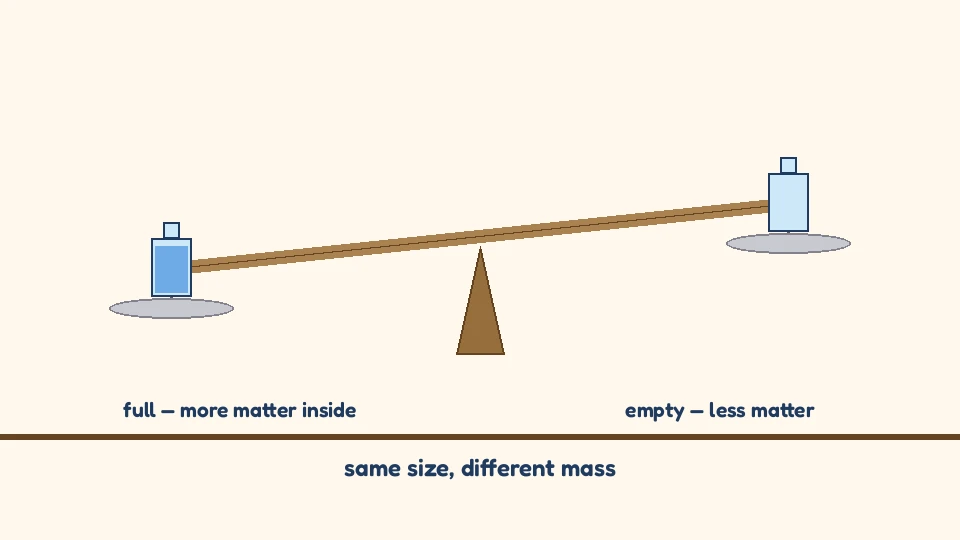 full – more matter inside
empty – less matter
same size, different mass